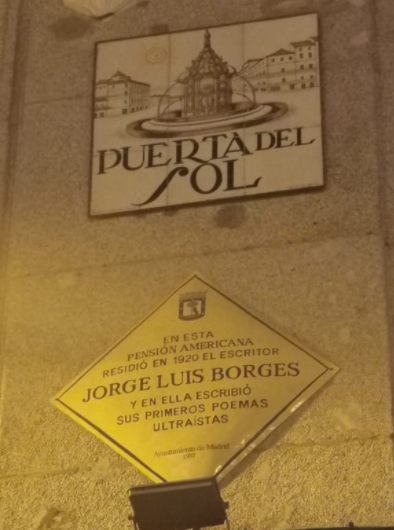 PUERTA DEL
SOL
EN ESTA
PENSIÓN AMERICANA
RESIDIÓ EN 1920 EL ESCRITOR
JORGE LUIS BORGES
Y EN ELLA ESCRIBIÓ
SUS PRIMEROS POEMAS
ULTRAÍSTAS
Ayuntamiento de Madrid